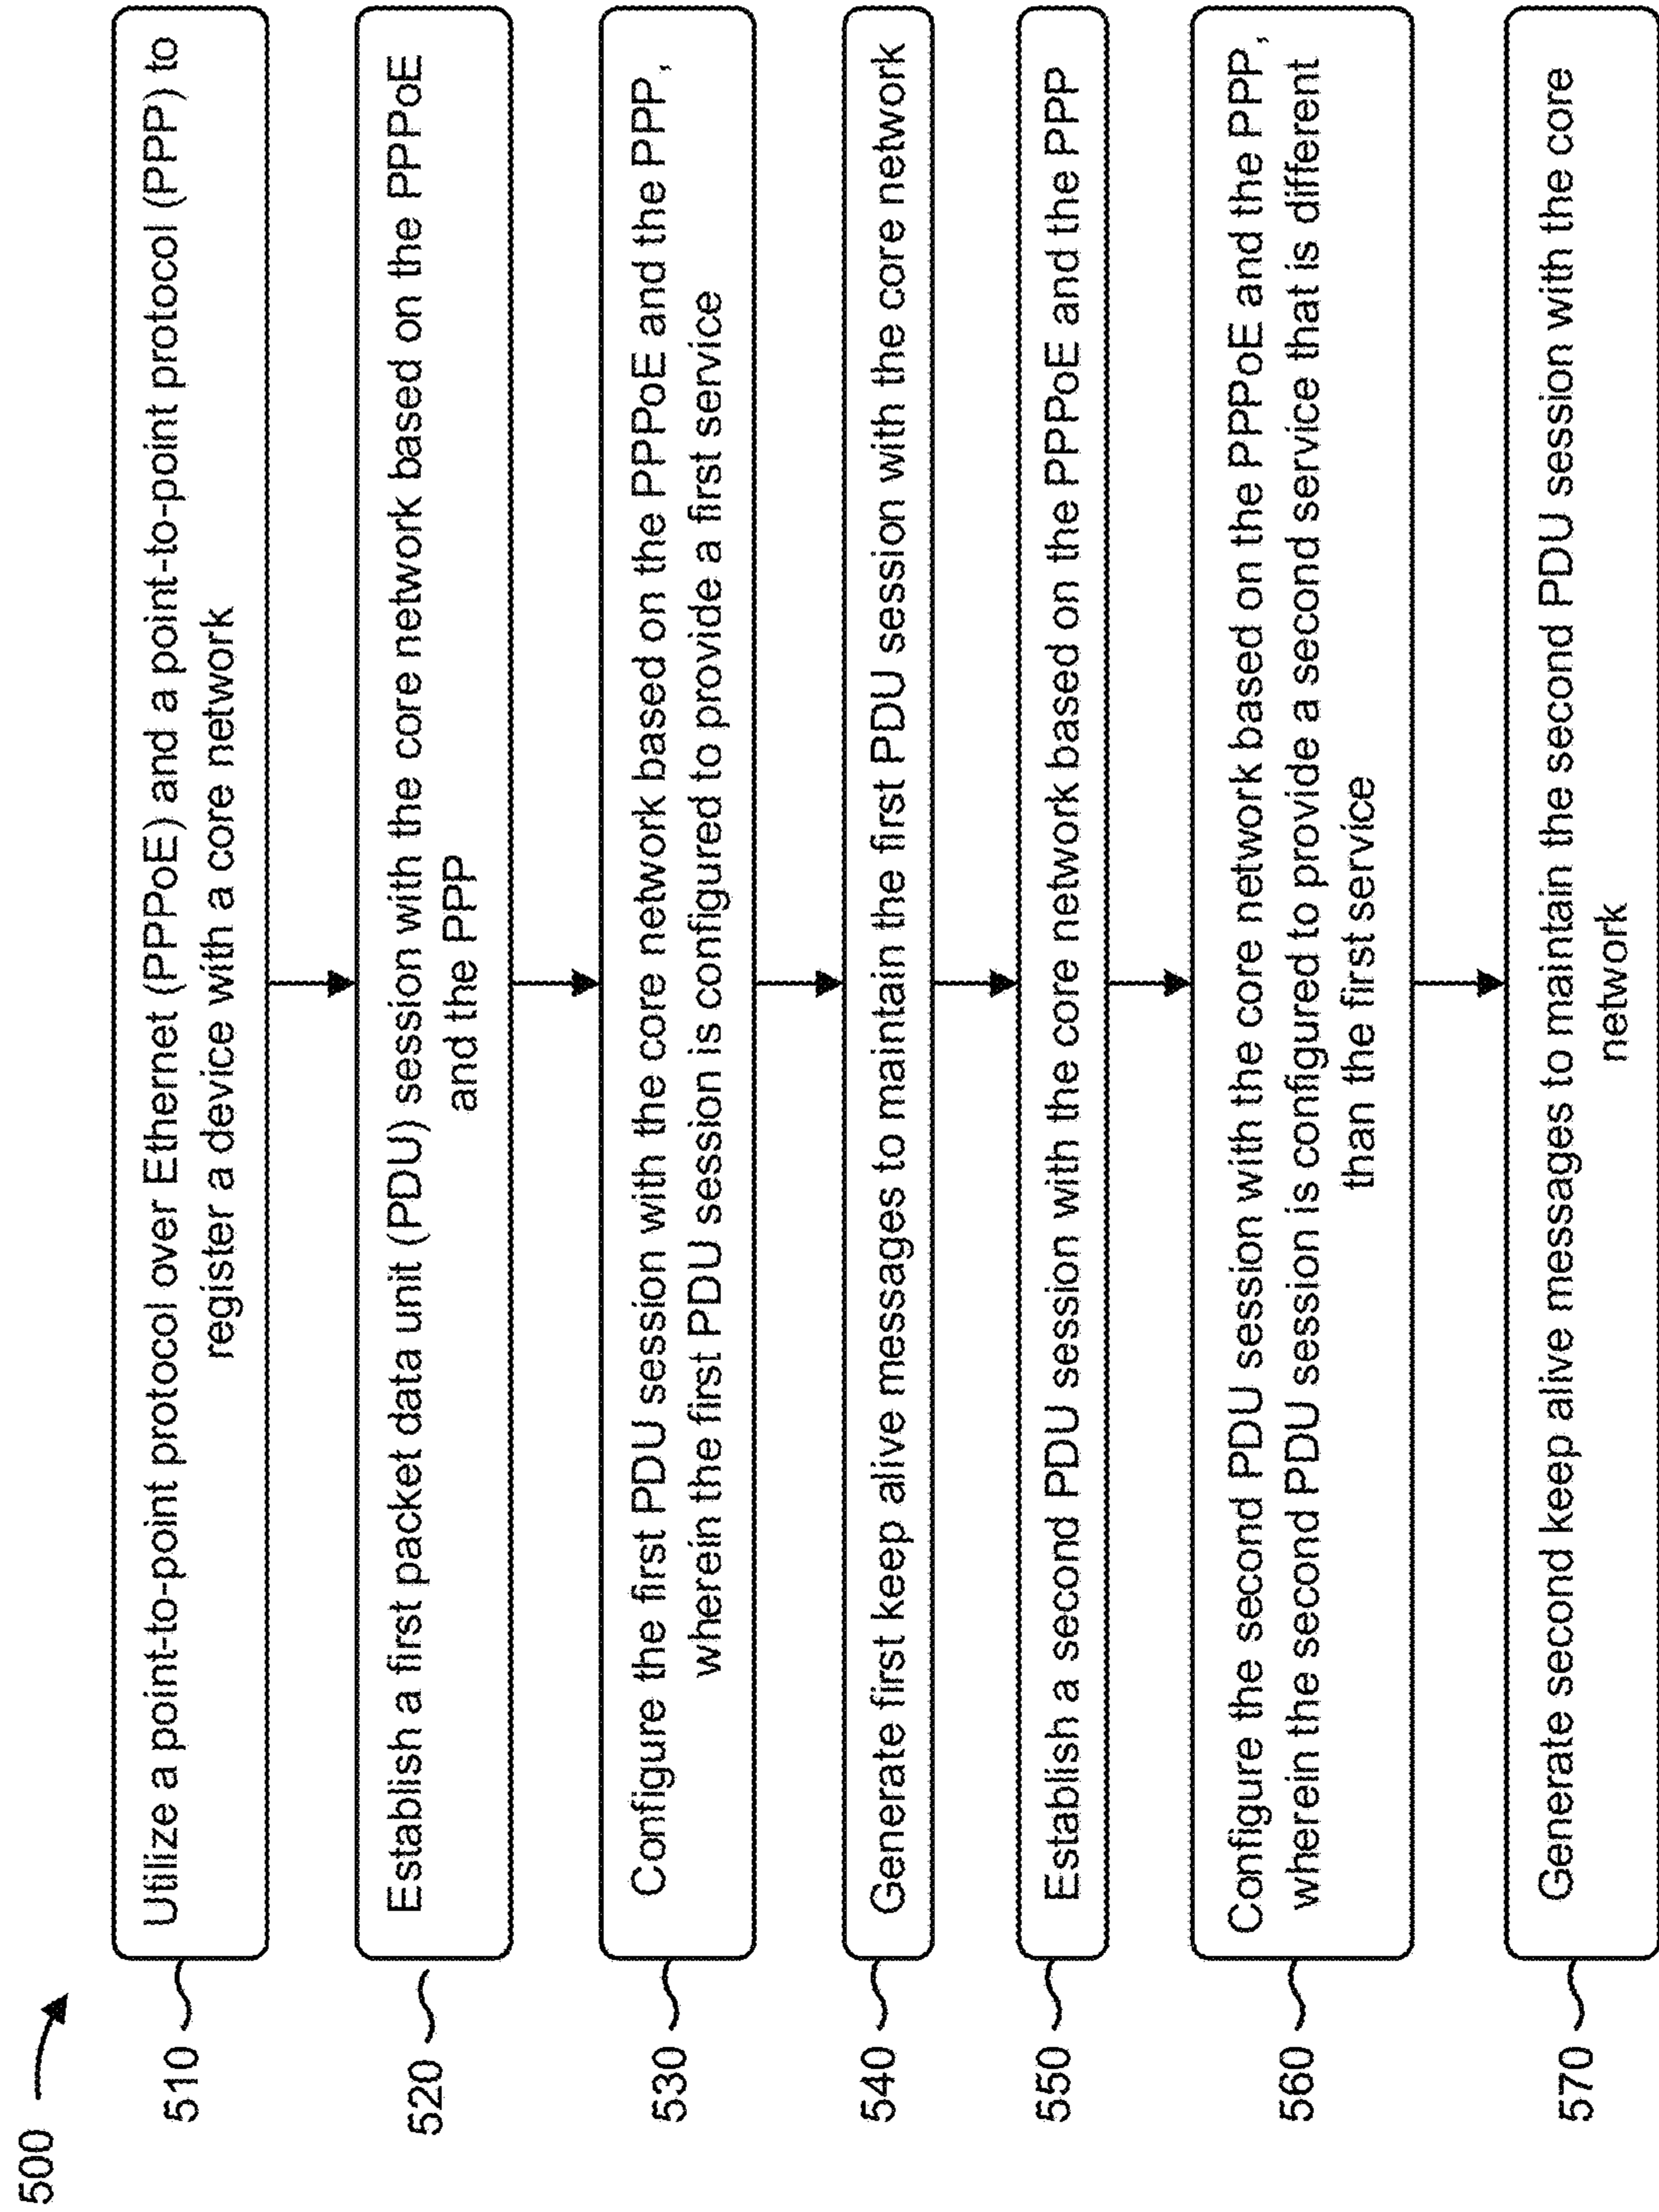 500
510
Utilize a point-to-point protocol over Ethernet (PPPoE) and a point-to-point protocol (PPP) to
register a device with a core network
520
Establish a first packet data unit (PDU) session with the core network based on the PPPoE
and the PPP
530
Configure the first PDU session with the core network based on the PPPoE and the PPP,
wherein the first PDU session is configured to provide a first service
540
Generate first keep alive messages to maintain the first PDU session with the core network
550
Establish a second PDU session with the core network based on the PPPoE and the PPP
560
Configure the second PDU session with the core network based on the PPPoE and the PPP,
wherein the second PDU session is configured to provide a second service that is different
than the first service
570
Generate second keep alive messages to maintain the second PDU session with the core
network